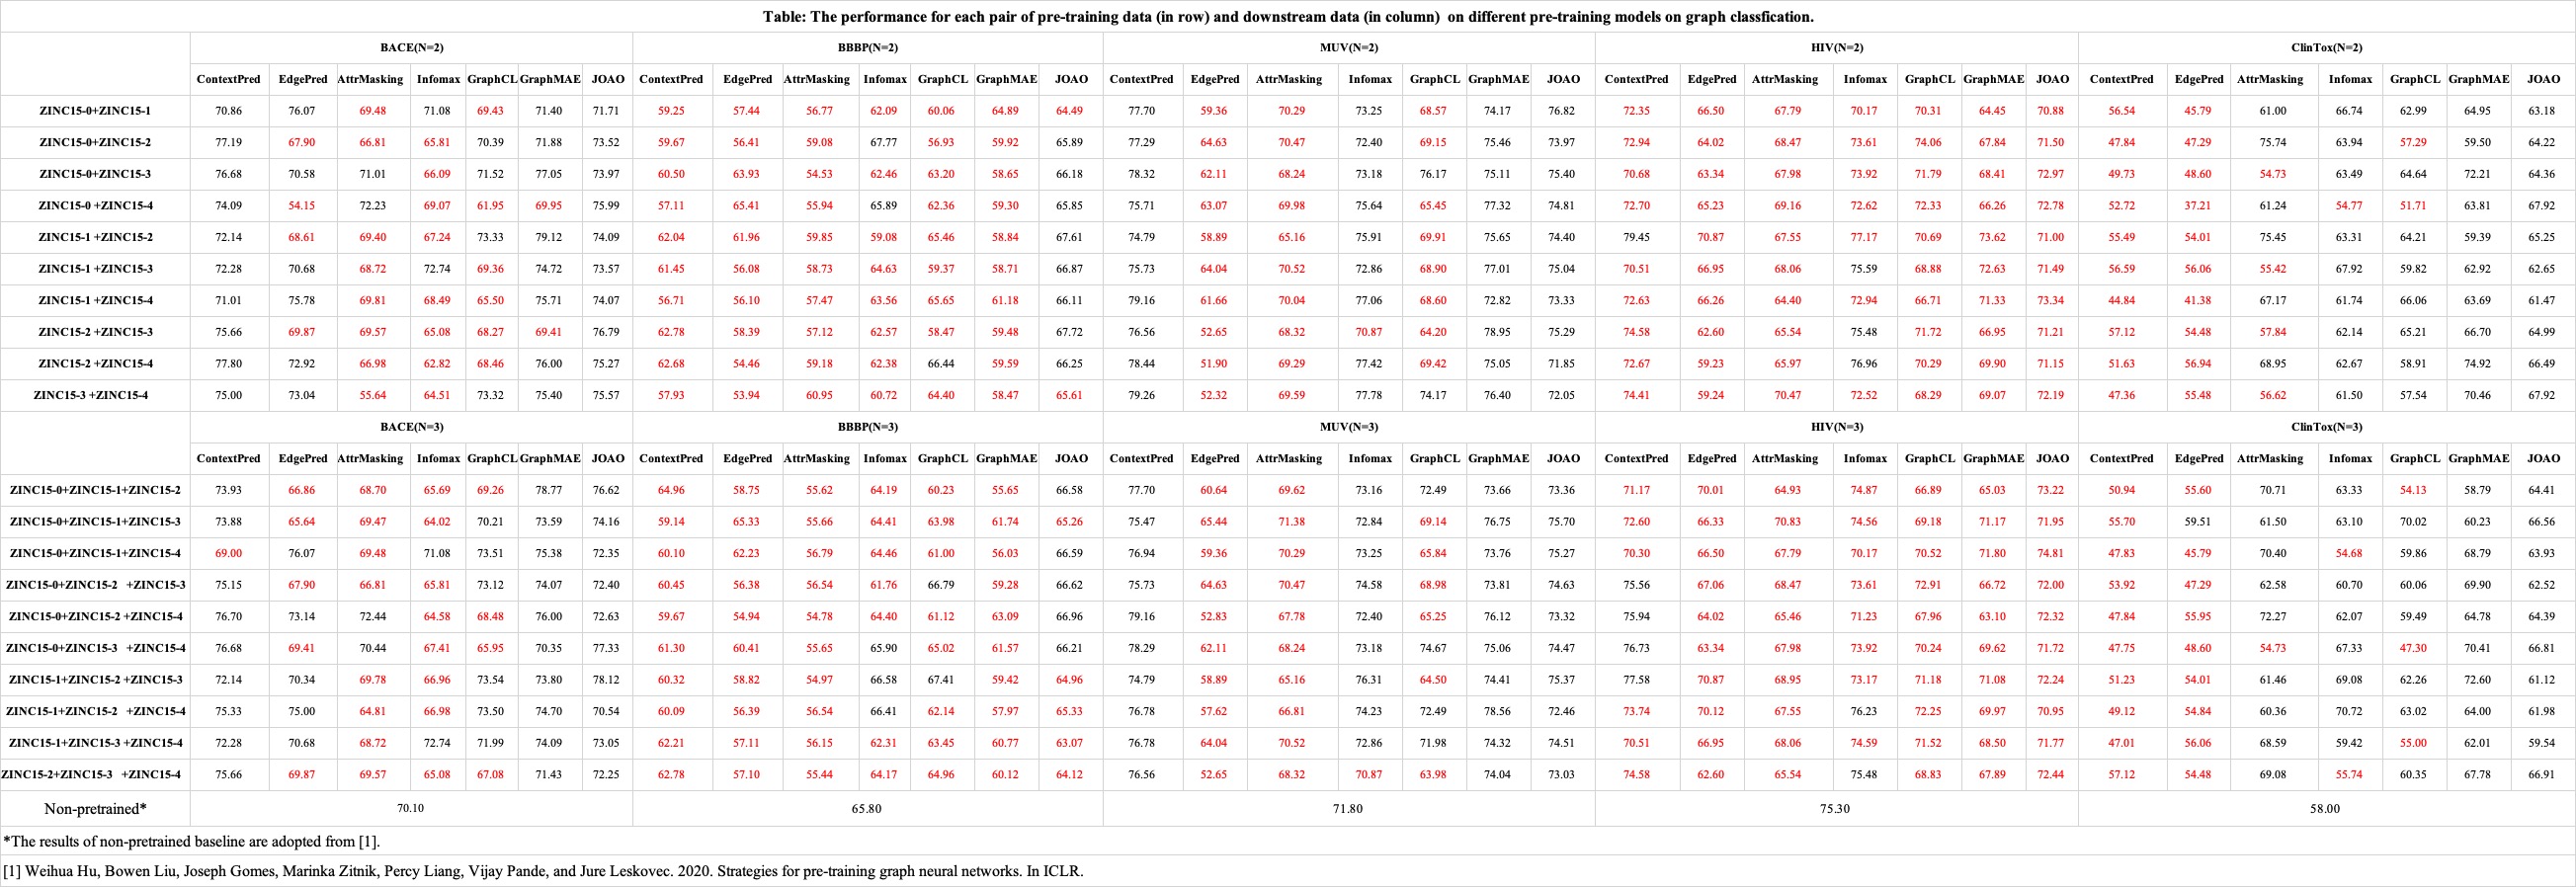 Table: The performance for each pair of pre-training data (in row) and downstream data (in column) on different pre-training models on graph classfication.
BACE(N=2) BBBP(N=2) MUV(N=2) HIV(N=2) ClinTox(N=2)
ContextPred EdgePred AttrMasking Infomax GraphCL GraphMAE JOAO ContextPred EdgePred AttrMasking Infomax GraphCL GraphMAE JOAO ContextPred EdgePred AttrMasking Infomax GraphCL GraphMAE JOAO ContextPred EdgePred AttrMasking Infomax GraphCL GraphMAE JOAO ContextPred EdgePred AttrMasking Infomax GraphCL GraphMAE JOAO
ZINC15-0+ZINC15-1 70.86 76.07 69.48 71.08 69.43 71.40 71.71 59.25 57.44 56.77 62.09 60.06 64.89 64.49 77.70 59.36 70.29 73.25 68.57 74.17 76.82 72.35 66.50 67.79 70.17 70.31 64.45 70.88 56.54 45.79 61.00 66.74 62.99 64.95 63.18
ZINC15-0+ZINC15-2 77.19 67.90 66.81 65.81 70.39 71.88 73.52 59.67 56.41 59.08 67.77 56.93 59.92 65.89 77.29 64.63 70.47 72.40 69.15 75.46 73.97 72.94 64.02 68.47 73.61 74.06 67.84 71.50 47.84 47.29 75.74 63.94 57.29 59.50 64.22
ZINC15-0+ZINC15-3 76.68 70.58 71.01 66.09 71.52 77.05 73.97 60.50 63.93 54.53 62.46 63.20 58.65 66.18 78.32 62.11 68.24 73.18 76.17 75.11 75.40 70.68 63.34 67.98 73.92 71.79 68.41 72.97 49.73 48.60 54.73 63.49 64.64 72.21 64.36
ZINC15-0 +ZINC15-4 74.09 54.15 72.23 69.07 61.95 69.95 75.99 57.11 65.41 55.94 65.89 62.36 59.30 65.85 75.71 63.07 69.98 75.64 65.45 77.32 74.81 72.70 65.23 69.16 72.62 72.33 66.26 72.78 52.72 37.21 61.24 54.77 51.71 63.81 67.92
ZINC15-1 +ZINC15-2 72.14 68.61 69.40 67.24 73.33 79.12 74.09 62.04 61.96 59.85 59.08 65.46 58.84 67.61 74.79 58.89 65.16 75.91 69.91 75.65 74.40 79.45 70.87 67.55 77.17 70.69 73.62 71.00 55.49 54.01 75.45 63.31 64.21 59.39 65.25
ZINC15-1 +ZINC15-3 72.28 70.68 68.72 72.74 69.36 74.72 73.57 61.45 56.08 58.73 64.63 59.37 58.71 66.87 75.73 64.04 70.52 72.86 68.90 77.01 75.04 70.51 66.95 68.06 75.59 68.88 72.63 71.49 56.59 56.06 55.42 67.92 59.82 62.92 62.65
ZINC15-1 +ZINC15-4 71.01 75.78 69.81 68.49 65.50 75.71 74.07 56.71 56.10 57.47 63.56 65.65 61.18 66.11 79.16 61.66 70.04 77.06 68.60 72.82 73.33 72.63 66.26 64.40 72.94 66.71 71.33 73.34 44.84 41.38 67.17 61.74 66.06 63.69 61.47
ZINC15-2 +ZINC15-3 75.66 69.87 69.57 65.08 68.27 69.41 76.79 62.78 58.39 57.12 62.57 58.47 59.48 67.72 76.56 52.65 68.32 70.87 64.20 78.95 75.29 74.58 62.60 65.54 75.48 71.72 66.95 71.21 57.12 54.48 57.84 62.14 65.21 66.70 64.99
ZINC15-2 +ZINC15-4 77.80 72.92 66.98 62.82 68.46 76.00 75.27 62.68 54.46 59.18 62.38 66.44 59.59 66.25 78.44 51.90 69.29 77.42 69.42 75.05 71.85 72.67 59.23 65.97 76.96 70.29 69.90 71.15 51.63 56.94 68.95 62.67 58.91 74.92 66.49
ZINC15-3 +ZINC15-4 75.00 73.04 55.64 64.51 73.32 75.40 75.57 57.93 53.94 60.95 60.72 64.40 58.47 65.61 79.26 52.32 69.59 77.78 74.17 76.40 72.05 74.41 59.24 70.47 72.52 68.29 69.07 72.19 47.36 55.48 56.62 61.50 57.54 70.46 67.92
BACE(N=3) BBBP(N=3) MUV(N=3) HIV(N=3) ClinTox(N=3)
ContextPred EdgePred AttrMasking Infomax GraphCL GraphMAE JOAO ContextPred EdgePred AttrMasking Infomax GraphCL GraphMAE JOAO ContextPred EdgePred AttrMasking Infomax GraphCL GraphMAE JOAO ContextPred EdgePred AttrMasking Infomax GraphCL GraphMAE JOAO ContextPred EdgePred AttrMasking Infomax GraphCL GraphMAE JOAO
ZINC15-0+ZINC15-1+ZINC15-2 73.93 66.86 68.70 65.69 69.26 78.77 76.62 64.96 58.75 55.62 64.19 60.23 55.65 66.58 77.70 60.64 69.62 73.16 72.49 73.66 73.36 71.17 70.01 64.93 74.87 66.89 65.03 73.22 50.94 55.60 70.71 63.33 54.13 58.79 64.41
ZINC15-0+ZINC15-1+ZINC15-3 73.88 65.64 69.47 64.02 70.21 73.59 74.16 59.14 65.33 55.66 64.41 63.98 61.74 65.26 75.47 65.44 71.38 72.84 69.14 76.75 75.70 72.60 66.33 70.83 74.56 69.18 71.17 71.95 55.70 59.51 61.50 63.10 70.02 60.23 66.56
ZINC15-0+ZINC15-1+ZINC15-4 69.00 76.07 69.48 71.08 73.51 75.38 72.35 60.10 62.23 56.79 64.46 61.00 56.03 66.59 76.94 59.36 70.29 73.25 65.84 73.76 75.27 70.30 66.50 67.79 70.17 70.52 71.80 74.81 47.83 45.79 70.40 54.68 59.86 68.79 63.93
ZINC15-0+ZINC15-2 +ZINC15-3 75.15 67.90 66.81 65.81 73.12 74.07 72.40 60.45 56.38 56.54 61.76 66.79 59.28 66.62 75.73 64.63 70.47 74.58 68.98 73.81 74.63 75.56 67.06 68.47 73.61 72.91 66.72 72.00 53.92 47.29 62.58 60.70 60.06 69.90 62.52
ZINC15-0+ZINC15-2 +ZINC15-4 76.70 73.14 72.44 64.58 68.48 76.00 72.63 59.67 54.94 54.78 64.40 61.12 63.09 66.96 79.16 52.83 67.78 72.40 65.25 76.12 73.32 75.94 64.02 65.46 71.23 67.96 63.10 72.32 47.84 55.95 72.27 62.07 59.49 64.78 64.39
ZINC15-0+ZINC15-3 +ZINC15-4 76.68 69.41 70.44 67.41 65.95 70.35 77.33 61.30 60.41 55.65 65.90 65.02 61.57 66.21 78.29 62.11 68.24 73.18 74.67 75.06 74.47 76.73 63.34 67.98 73.92 70.24 69.62 71.72 47.75 48.60 54.73 67.33 47.30 70.41 66.81
ZINC15-1+ZINC15-2 +ZINC15-3 72.14 70.34 69.78 66.96 73.54 73.80 78.12 60.32 58.82 54.97 66.58 67.41 59.42 64.96 74.79 58.89 65.16 76.31 64.50 74.41 75.37 77.58 70.87 68.95 73.17 71.18 71.08 72.24 51.23 54.01 61.46 69.08 62.26 72.60 61.12
ZINC15-1+ZINC15-2 +ZINC15-4 75.33 75.00 64.81 66.98 73.50 74.70 70.54 60.09 56.39 56.54 66.41 62.14 57.97 65.33 76.78 57.62 66.81 74.23 72.49 78.56 72.46 73.74 70.12 67.55 76.23 72.25 69.97 70.95 49.12 54.84 60.36 70.72 63.02 64.00 61.98
ZINC15-1+ZINC15-3 +ZINC15-4 72.28 70.68 68.72 72.74 71.99 74.09 73.05 62.21 57.11 56.15 62.31 63.45 60.77 63.07 76.78 64.04 70.52 72.86 71.98 74.32 74.51 70.51 66.95 68.06 74.59 71.52 68.50 71.77 47.01 56.06 68.59 59.42 55.00 62.01 59.54
ZINC15-2+ZINC15-3 +ZINC15-4 75.66 69.87 69.57 65.08 67.08 71.43 72.25 62.78 57.10 55.44 64.17 64.96 60.12 64.12 76.56 52.65 68.32 70.87 63.98 74.04 73.03 74.58 62.60 65.54 75.48 68.83 67.89 72.44 57.12 54.48 69.08 55.74 60.35 67.78 66.91
Non-pretrained* 70.10 65.80 71.80 75.30 58.00
*The results of non-pretrained baseline are adopted from [1].
[1] Weihua Hu, Bowen Liu, Joseph Gomes, Marinka Zitnik, Percy Liang, Vijay Pande, and Jure Leskovec. 2020. Strategies for pre-training graph neural networks. In ICLR.